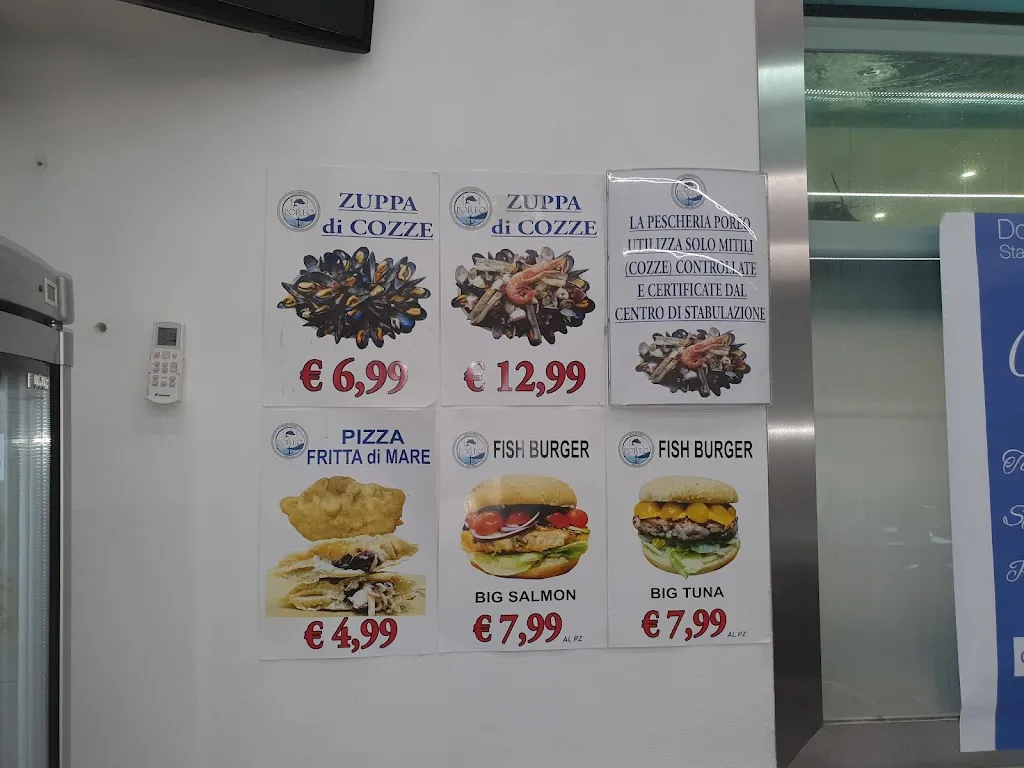 ZUPPA
di COZZE
€ 6,99
ZUPPA
di COZZE
€ 12,99
LA PESCHERIA POREO
UTILIZZA SOLO MITILI
(COZZE) CONTROLLATE
E CERTIFICATE DAL
CENTRO DI STABULAZIONE
POREO
PIZZA
FRITTA di MARE
€ 4,99
FISH BURGER
BIG SALMON
€ 7,99 AL PZ
FISH BURGER
BIG TUNA
€ 7,99 AL PZ